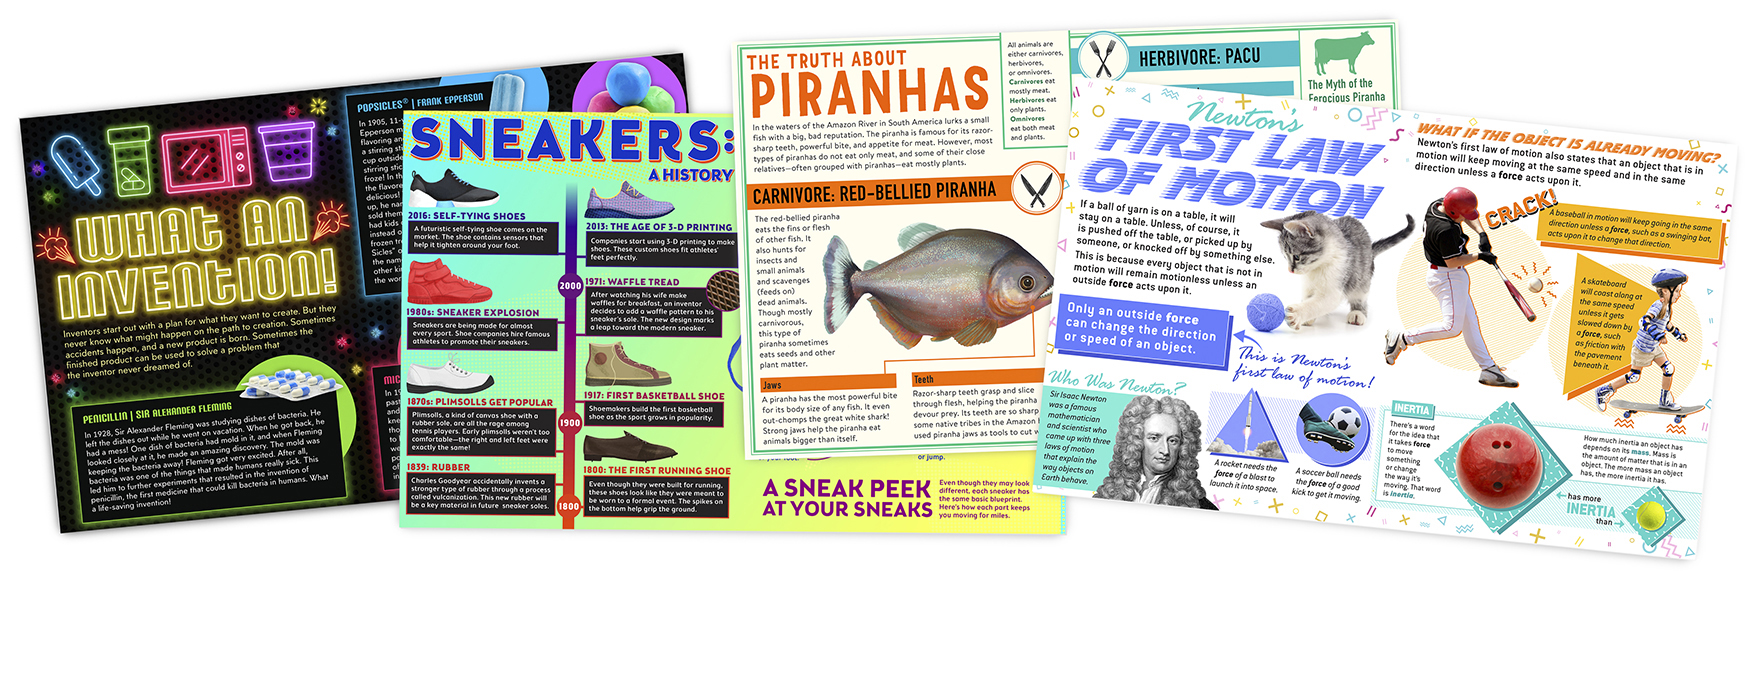 WHAT AN
INVENTION!
Inventors start out with a plan for what they want to create. But they
never know what might happen on the path to creation. Sometimes
accidents happen, and a new product is born. Sometimes the
finished product can be used to solve a problem that
the inventor never dreamed of.
PENICILLIN | SIR ALEXANDER FLEMING
In 1928, Sir Alexander Fleming was studying dishes of bacteria. He
left the dishes out while he went on vacation. When he got back, he
had a mess! One dish of bacteria had mold in it, and when Fleming
looked closely at it, he made an amazing discovery. The mold was
keeping the bacteria away! Fleming got very excited. After all,
bacteria was one of the things that made humans really sick. This
led him to further experiments that resulted in the invention of
penicillin, the first medicine that could kill bacteria in humans. What
a life-saving invention!
POPSICLES® | FRANK EPPERSON
In 1905, 11-
Epperson
flavoring
a stirring
cup outside
stirring
froze! In the
the flavor
delicious!
up, he
sold them
had kids
instead
frozen
Sicles"
the name
other
SNEAKERS:
A HISTORY
2016: SELF-TYING SHOES
A futuristic self-tying shoe comes on the
market. The shoe contains sensors that
help it tighten around your foot.
2013: THE AGE OF 3-D PRINTING
Companies start using 3-D printing to make
shoes. These custom shoes fit athletes'
feet perfectly.
2000
1980s: SNEAKER EXPLOSION
Sneakers are being made for almost
every sport. Shoe companies hire famous
athletes to promote their sneakers.
1971: WAFFLE TREAD
After watching his wife make
waffles for breakfast, an inventor
decides to add a waffle pattern to his
sneaker's sole. The new design marks
a leap toward the modern sneaker.
1870s: PLIMSOLLS GET POPULAR
Plimsolls, a kind of canvas shoe with a
rubber sole, are all the rage among
tennis players. Early plimsolls weren't too
comfortable—the right and left feet were
exactly the same!
1917: FIRST BASKETBALL SHOE
Shoemakers build the first basketball
shoe as the sport grows in popularity.
1900
1839: RUBBER
Charles Goodyear accidentally invents a
stronger type of rubber through a process
called vulcanization. This new rubber will
be a key material in future sneaker soles.
1800: THE FIRST RUNNING SHOE
Even though they were built for running,
these shoes look like they were meant to
be worn to a formal event. The spikes on
the bottom help grip the ground.
1800
or jump.
A SNEAK PEEK
AT YOUR SNEAKS
Even though they may look
different, each sneaker has
the same basic blueprint.
Here's how each part keeps
you moving for miles.
THE TRUTH ABOUT
PIRANHAS
In the waters of the Amazon River in South America lurks a small
fish with a big, bad reputation. The piranha is famous for its razor-
sharp teeth, powerful bite, and appetite for meat. However, most
types of piranhas do not eat only meat, and some of their close
relatives—often grouped with piranhas—eat mostly plants.
All animals are
either carnivores,
herbivores,
or omnivores.
Carnivores eat
mostly meat.
Herbivores eat
only plants.
Omnivores
eat both meat
and plants.
CARNIVORE: RED-BELLIED PIRANHA
The red-bellied piranha
eats the fins or flesh
of other fish. It
also hunts for
insects and
small animals
and scavenges
(feeds on)
dead animals.
Though mostly
carnivorous,
this type of
piranha sometimes
eats seeds and other
plant matter.
Jaws
A piranha has the most powerful bite
for its body size of any fish. It even
out-chomps the great white shark!
Strong jaws help the piranha eat
animals bigger than itself.
Teeth
Razor-sharp teeth grasp and slice
through flesh, helping the piranha
devour prey. Its teeth are so sharp
some native tribes in the Amazon
used piranha jaws as tools to cut
HERBIVORE: PACU
The Myth of the
Ferocious Piranha
Newton's
FIRST LAW
OF MOTION
If a ball of yarn is on a table, it will
stay on a table. Unless, of course, it
is pushed off the table, or picked up by
someone, or knocked off by something else.
This is because every object that is not in
motion will remain motionless unless an
outside force acts upon it.
Only an outside force
can change the direction
or speed of an object.
This is Newton's
first law of motion!
Who Was Newton?
Sir Isaac Newton
was a famous
mathematician
and scientist who
came up with three
laws of motion
that explain the
way objects on
Earth behave.
A rocket needs the
force of a blast to
launch it into space.
A soccer ball needs
the force of a good
kick to get it moving.
WHAT IF THE OBJECT IS ALREADY MOVING?
Newton's first law of motion also states that an object that is in
motion will keep moving at the same speed and in the same
direction unless a force acts upon it.
CRACK!
A baseball in motion will keep going in the same
direction unless a force, such as a swinging bat,
acts upon it to change that direction.
A skateboard
will coast along at
the same speed
unless it gets
slowed down by
a force, such
as friction with
the pavement
beneath it.
INERTIA
There's a word
for the idea that
it takes force
to move
something
or change
the way it's
moving. That word
is inertia.
How much inertia an object has
depends on its mass. Mass is
the amount of matter that is in an
object. The more mass an object
has, the more inertia it has.
has more
INERTIA
than